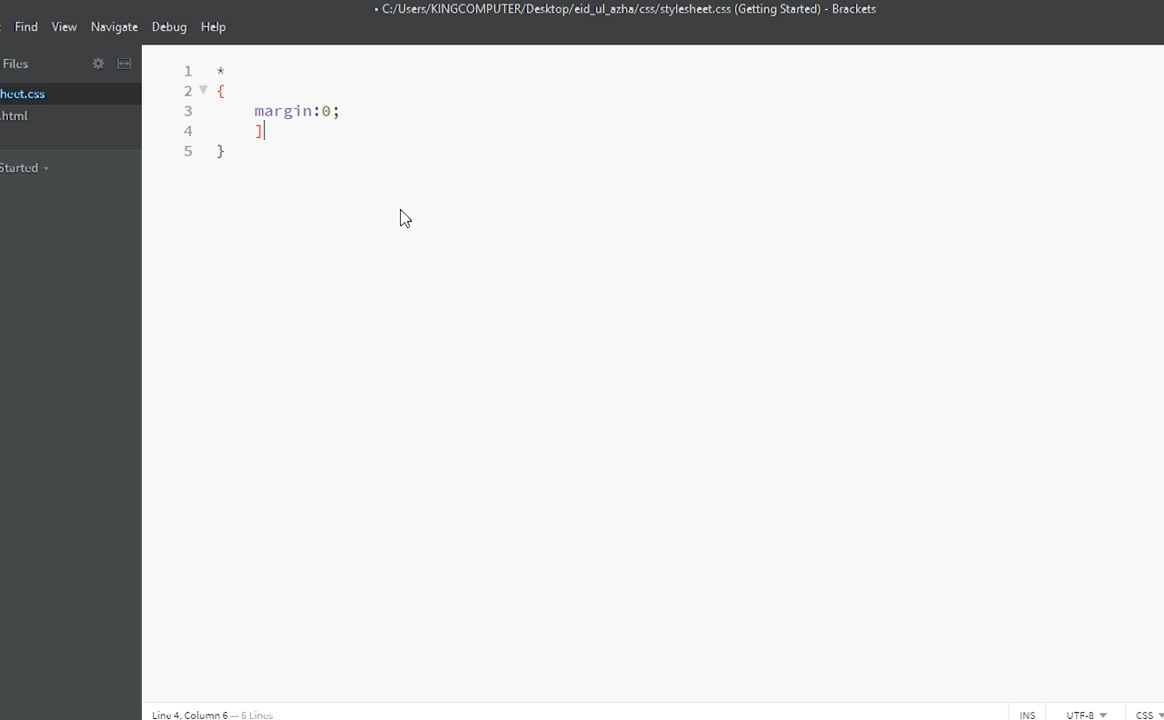 • C:/Users/KINGCOMPUTER/Desktop/eid_ul_azha/css/stylesheet.css (Getting Started) - Brackets
Find View Navigate Debug Help
Files
heet.css
.html
Started
1 *
2 {
3 margin:0;
4 ]
5 }
Line 4, Column 6 — 5 Lines
INS UTF-8 CSS